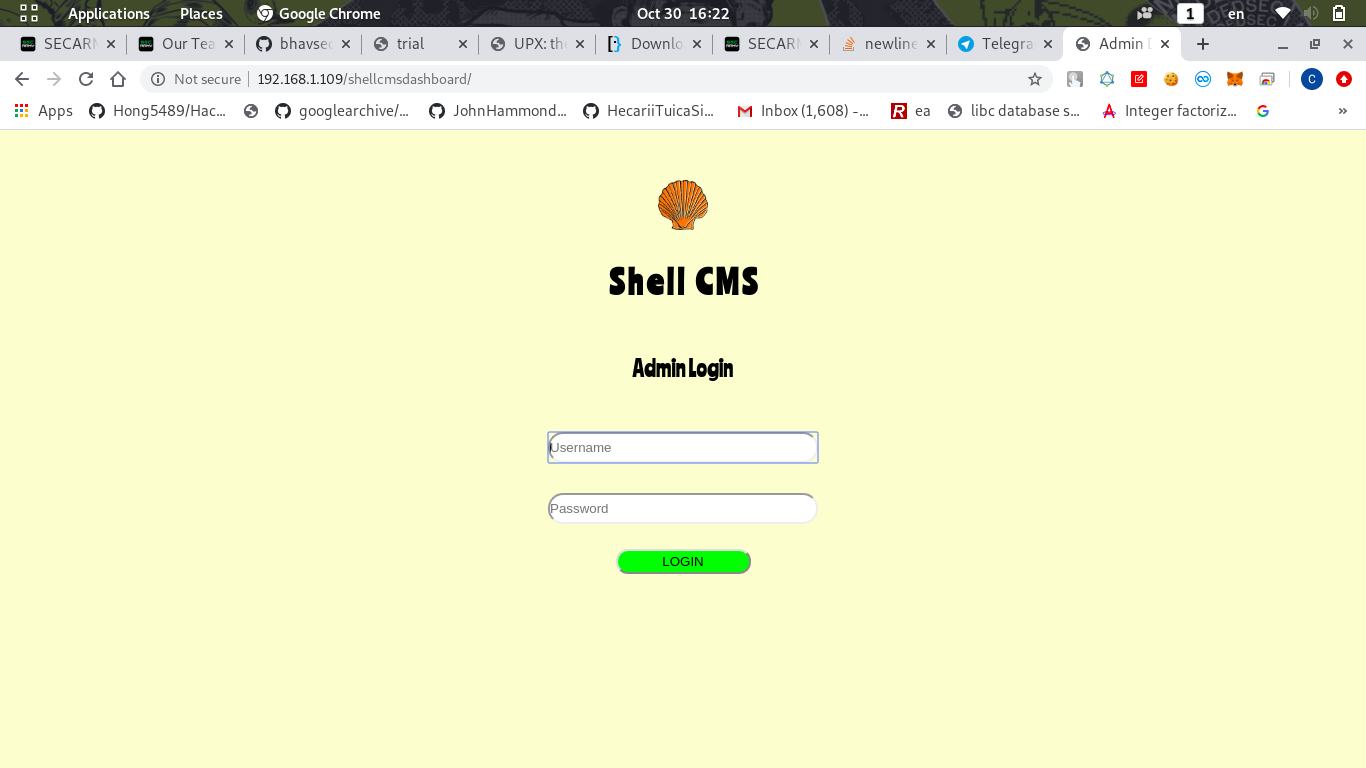 Applications Places Google Chrome Oct 30 16:22 1 en
SECARM Our Tea bhavsec trial UPX: the Downlo SECARM newline Telegra Admin D
Not secure 192.168.1.109/shellcmsdashboard/ C
Apps Hong5489/Hac... googlearchive/... JohnHammond... HecariiTuicaSi... Inbox (1,608) -... ea libc database s... Integer factoriz... »
Shell CMS
Admin Login
Username
Password
LOGIN